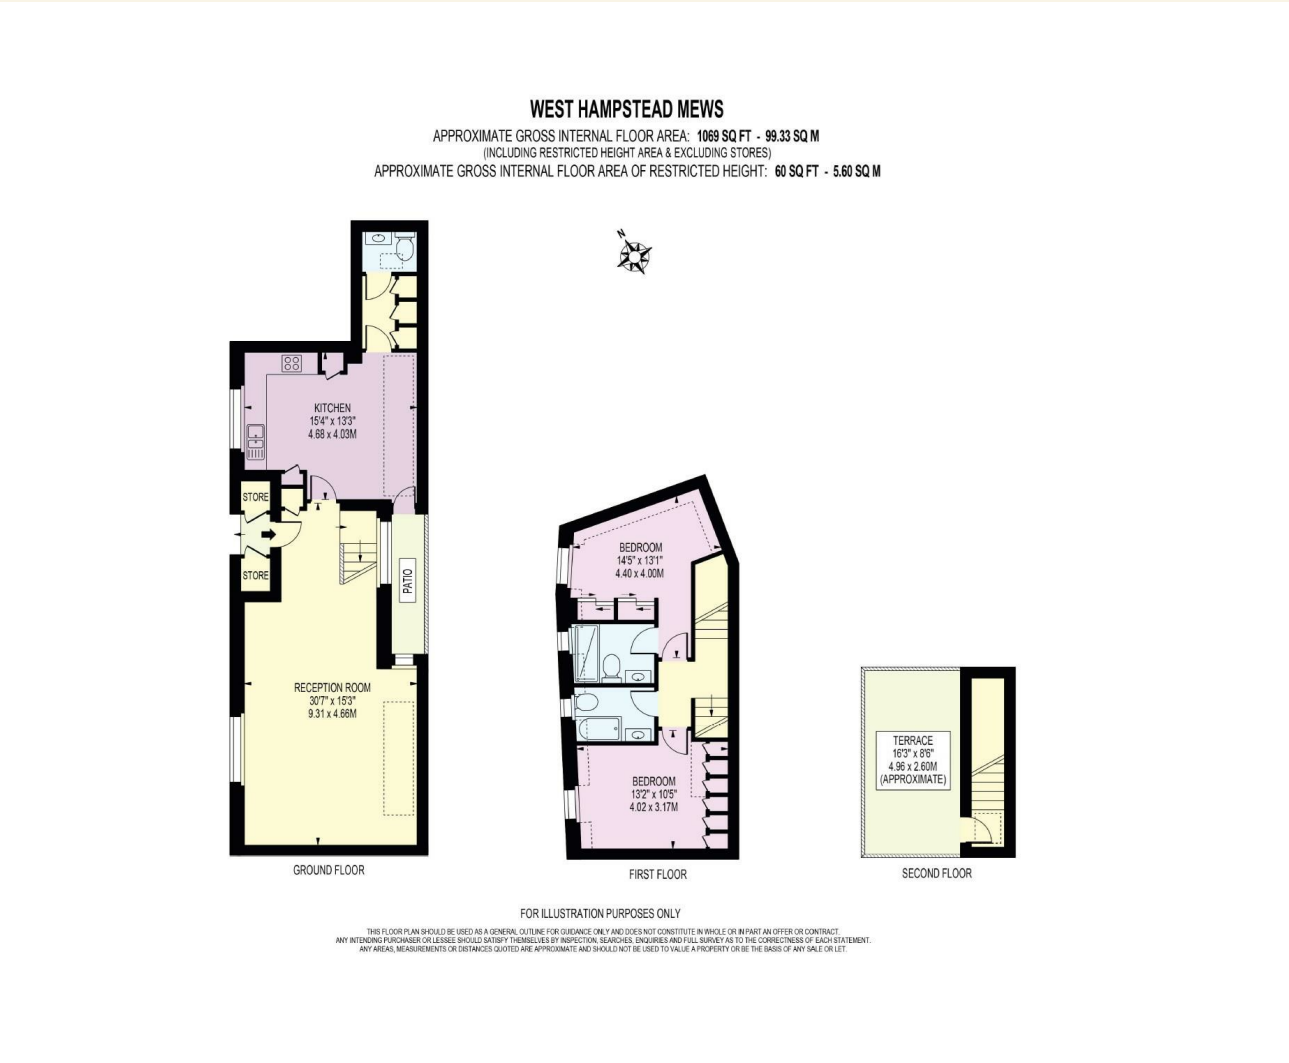 WEST HAMPSTEAD MEWS
APPROXIMATE GROSS INTERNAL FLOOR AREA: 1069 SQ FT - 99.33 SQ M
(INCLUDING RESTRICTED HEIGHT AREA & EXCLUDING STORES)
APPROXIMATE GROSS INTERNAL FLOOR AREA OF RESTRICTED HEIGHT: 60 SQ FT - 5.60 SQ M
N
KITCHEN
15'4" x 13'3"
4.68 x 4.03M
STORE
STORE
PATIO
RECEPTION ROOM
30'7" x 15'3"
9.31 x 4.66M
GROUND FLOOR
BEDROOM
14'5" x 13'1"
4.40 x 4.00M
BEDROOM
13'2" x 10'5"
4.02 x 3.17M
FIRST FLOOR
TERRACE
16'3" x 8'6"
4.96 x 2.60M
(APPROXIMATE)
SECOND FLOOR
FOR ILLUSTRATION PURPOSES ONLY
THIS FLOOR PLAN SHOULD BE USED AS A GENERAL OUTLINE FOR GUIDANCE ONLY AND DOES NOT CONSTITUTE IN WHOLE OR IN PART AN OFFER OR CONTRACT.
ANY INTENDING PURCHASER OR LESSEE SHOULD SATISFY THEMSELVES BY INSPECTION, SEARCHES, ENQUIRIES AND FULL SURVEY AS TO THE CORRECTNESS OF EACH STATEMENT.
ANY AREAS, MEASUREMENTS OR DISTANCES QUOTED ARE APPROXIMATE AND SHOULD NOT BE USED TO VALUE A PROPERTY OR BE THE BASIS OF ANY SALE OR LET.